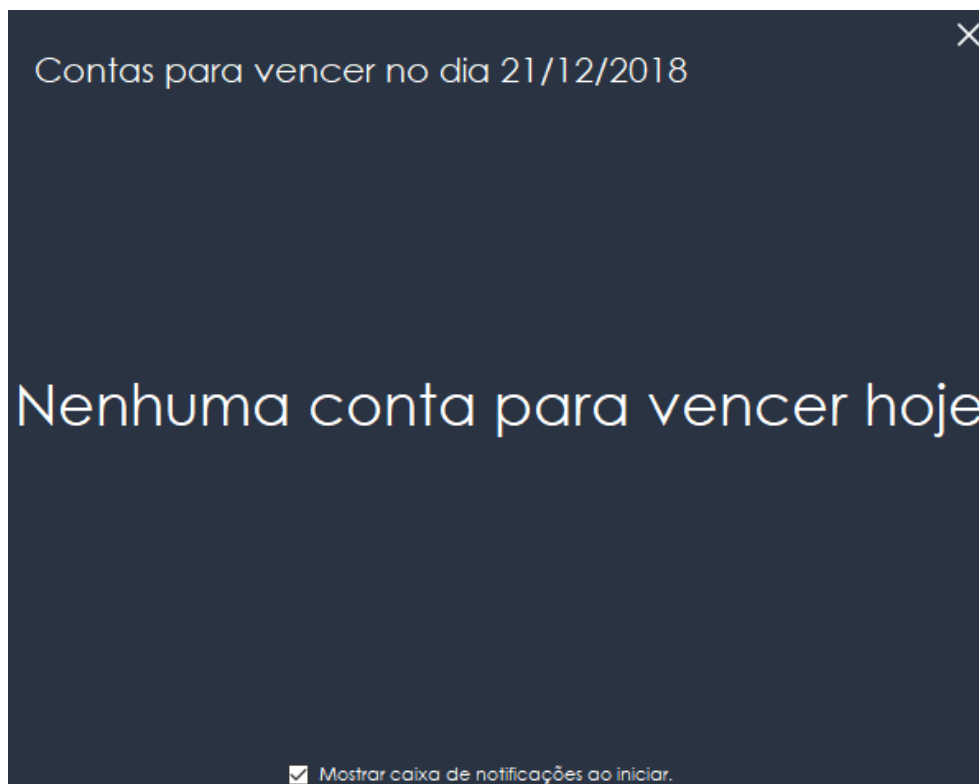 Contas para vencer no dia 21/12/2018
Nenhuma conta para vencer hoje
Mostrar caixa de notificações ao iniciar.